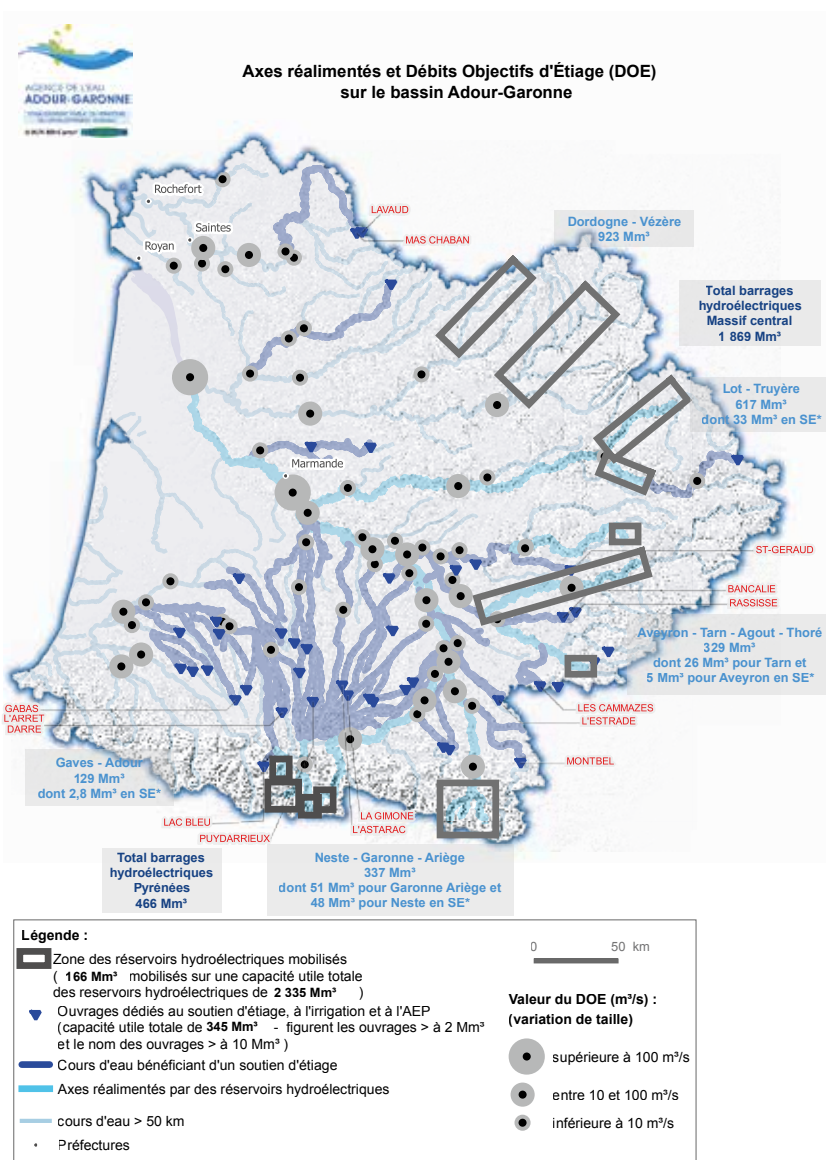 Axes réalimentés et Débits Objectifs d'Étiage (DOE)
sur le bassin Adour-Garonne
AGENCE DE L'EAU
ADOUR-GARONNE
Rochefort
Saintes
Royan
LAVAUD
MAS CHABAN
Dordogne - Vézère
923 Mm³
Total barrages
hydroélectriques
Massif central
1 869 Mm³
Lot - Truyère
617 Mm³
dont 33 Mm³ en SE*
Marmande
ST-GERAUD
BANCALIE
RASSISSE
Aveyron - Tarn - Agout - Thoré
329 Mm³
dont 26 Mm³ pour Tarn et
5 Mm³ pour Aveyron en SE*
GABAS
L'ARRET
DARRE
LES CAMMAZES
L'ESTRADE
MONTBEL
Gaves - Adour
129 Mm³
dont 2,8 Mm³ en SE*
LAC BLEU
PUYDARRIEUX
LA GIMONE
L'ASTARAC
Total barrages
hydroélectriques
Pyrénées
466 Mm³
Neste - Garonne - Ariège
337 Mm³
dont 51 Mm³ pour Garonne Ariège et
48 Mm³ pour Neste en SE*
Légende :
Zone des réservoirs hydroélectriques mobilisés
( 166 Mm³ mobilisés sur une capacité utile totale
des reservoirs hydroélectriques de 2 335 Mm³ )
Ouvrages dédiés au soutien d'étiage, à l'irrigation et à l'AEP
(capacité utile totale de 345 Mm³ - figurent les ouvrages > à 2 Mm³
et le nom des ouvrages > à 10 Mm³ )
Cours d'eau bénéficiant d'un soutien d'étiage
Axes réalimentés par des réservoirs hydroélectriques
cours d'eau > 50 km
Préfectures
0 50 km
Valeur du DOE (m³/s) :
(variation de taille)
supérieure à 100 m³/s
entre 10 et 100 m³/s
inférieure à 10 m³/s